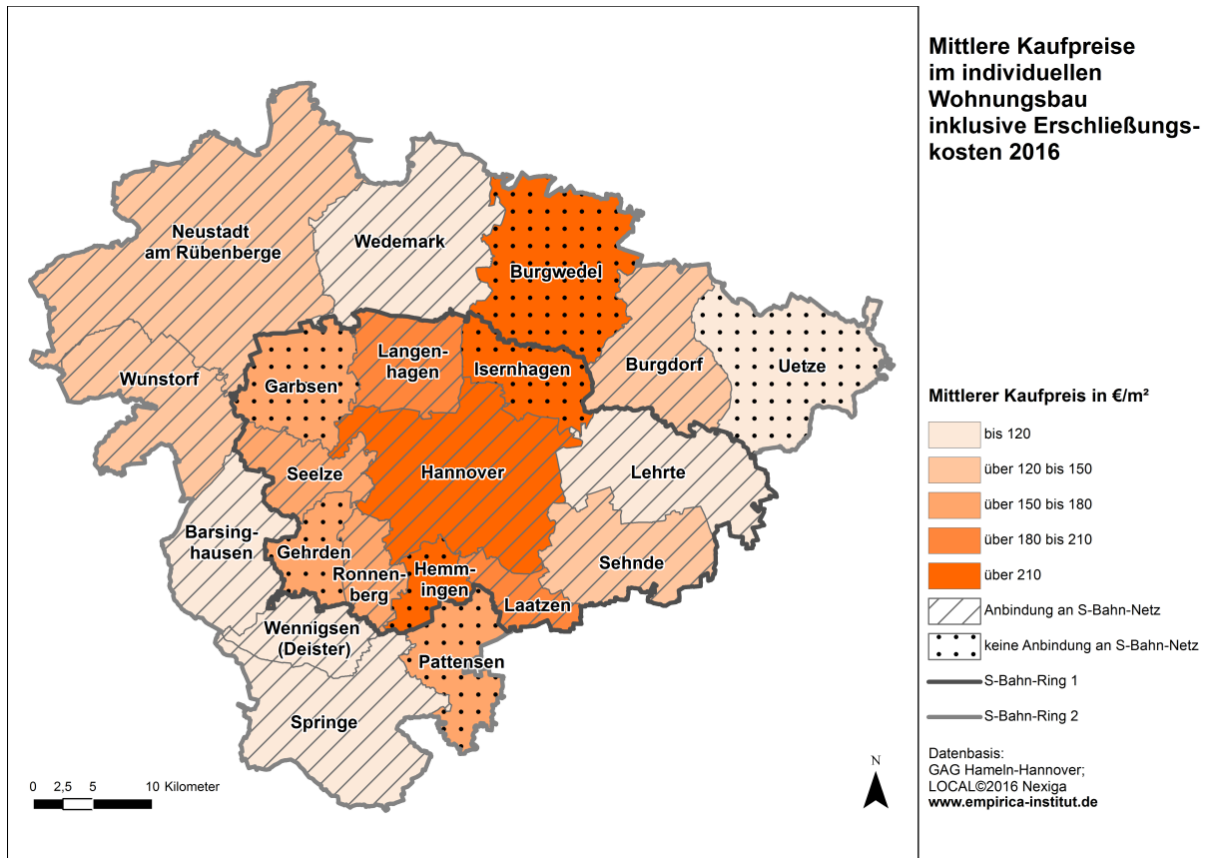 Mittlere Kaufpreise
im individuellen
Wohnungsbau
inklusive Erschließungs-
kosten 2016
Neustadt
am Rübenberge
Wedemark
Burgwedel
Wunstorf
Garbsen
Langen-
hagen
Isernhagen
Burgdorf
Uetze
Seelze
Hannover
Lehrte
Barsing-
hausen
Gehrden
Ronnen-
berg
Hemm-
ingen
Laatzen
Sehnde
Wennigsen
(Deister)
Pattensen
Springe
0 2,5 5 10 Kilometer
N
Mittlerer Kaufpreis in €/m²
bis 120
über 120 bis 150
über 150 bis 180
über 180 bis 210
über 210
Anbindung an S-Bahn-Netz
keine Anbindung an S-Bahn-Netz
S-Bahn-Ring 1
S-Bahn-Ring 2
Datenbasis:
GAG Hameln-Hannover;
LOCAL©2016 Nexiga
www.empirica-institut.de